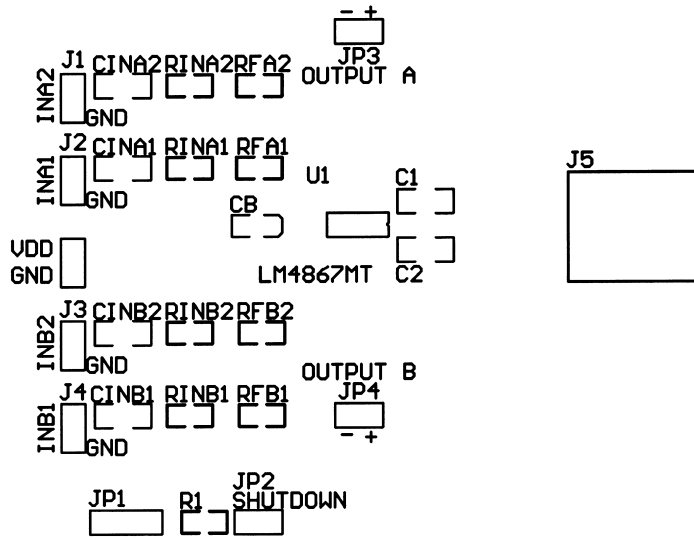 - +
JP3
OUTPUT A
J1 CINA2 RINA2 RFA2
INA2
GND
J2 CINA1 RINA1 RFA1
INA1
GND
U1
C1
J5
CB
VDD
GND
LM4867MT
C2
J3 CINB2 RINB2 RFB2
INB2
GND
OUTPUT B
JP4
- +
J4 CINB1 RINB1 RFB1
INB1
GND
JP1
R1
JP2
SHUTDOWN